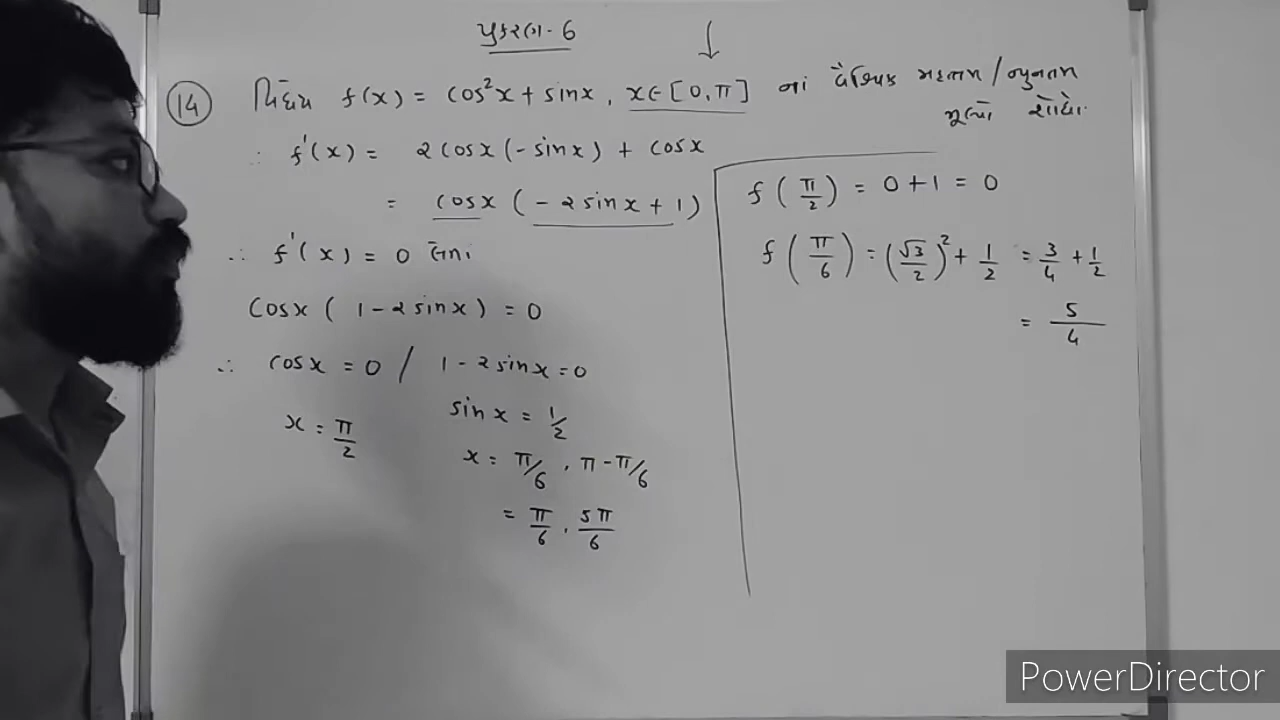 પ્રકરણ-6
(14) વિધેય f(x) = cos²x + sinx, x∈[0,π] નાં વૈશ્વિક મહત્તમ/ન્યુનતમ
મૂલ્યો શોધો.
∴ f'(x) = 2cosx(-sinx) + cosx
= cosx (-2sinx+1)
∴ f'(x) = 0 લેતાં
cosx (1-2sinx) = 0
∴ cosx = 0 / 1-2sinx=0
x = π/2
sinx = 1/2
x = π/6, π-π/6
= π/6, 5π/6
f(π/2) = 0+1 = 0
f(π/6) = (√3/2)² + 1/2 = 3/4 + 1/2
= 5/4
PowerDirector